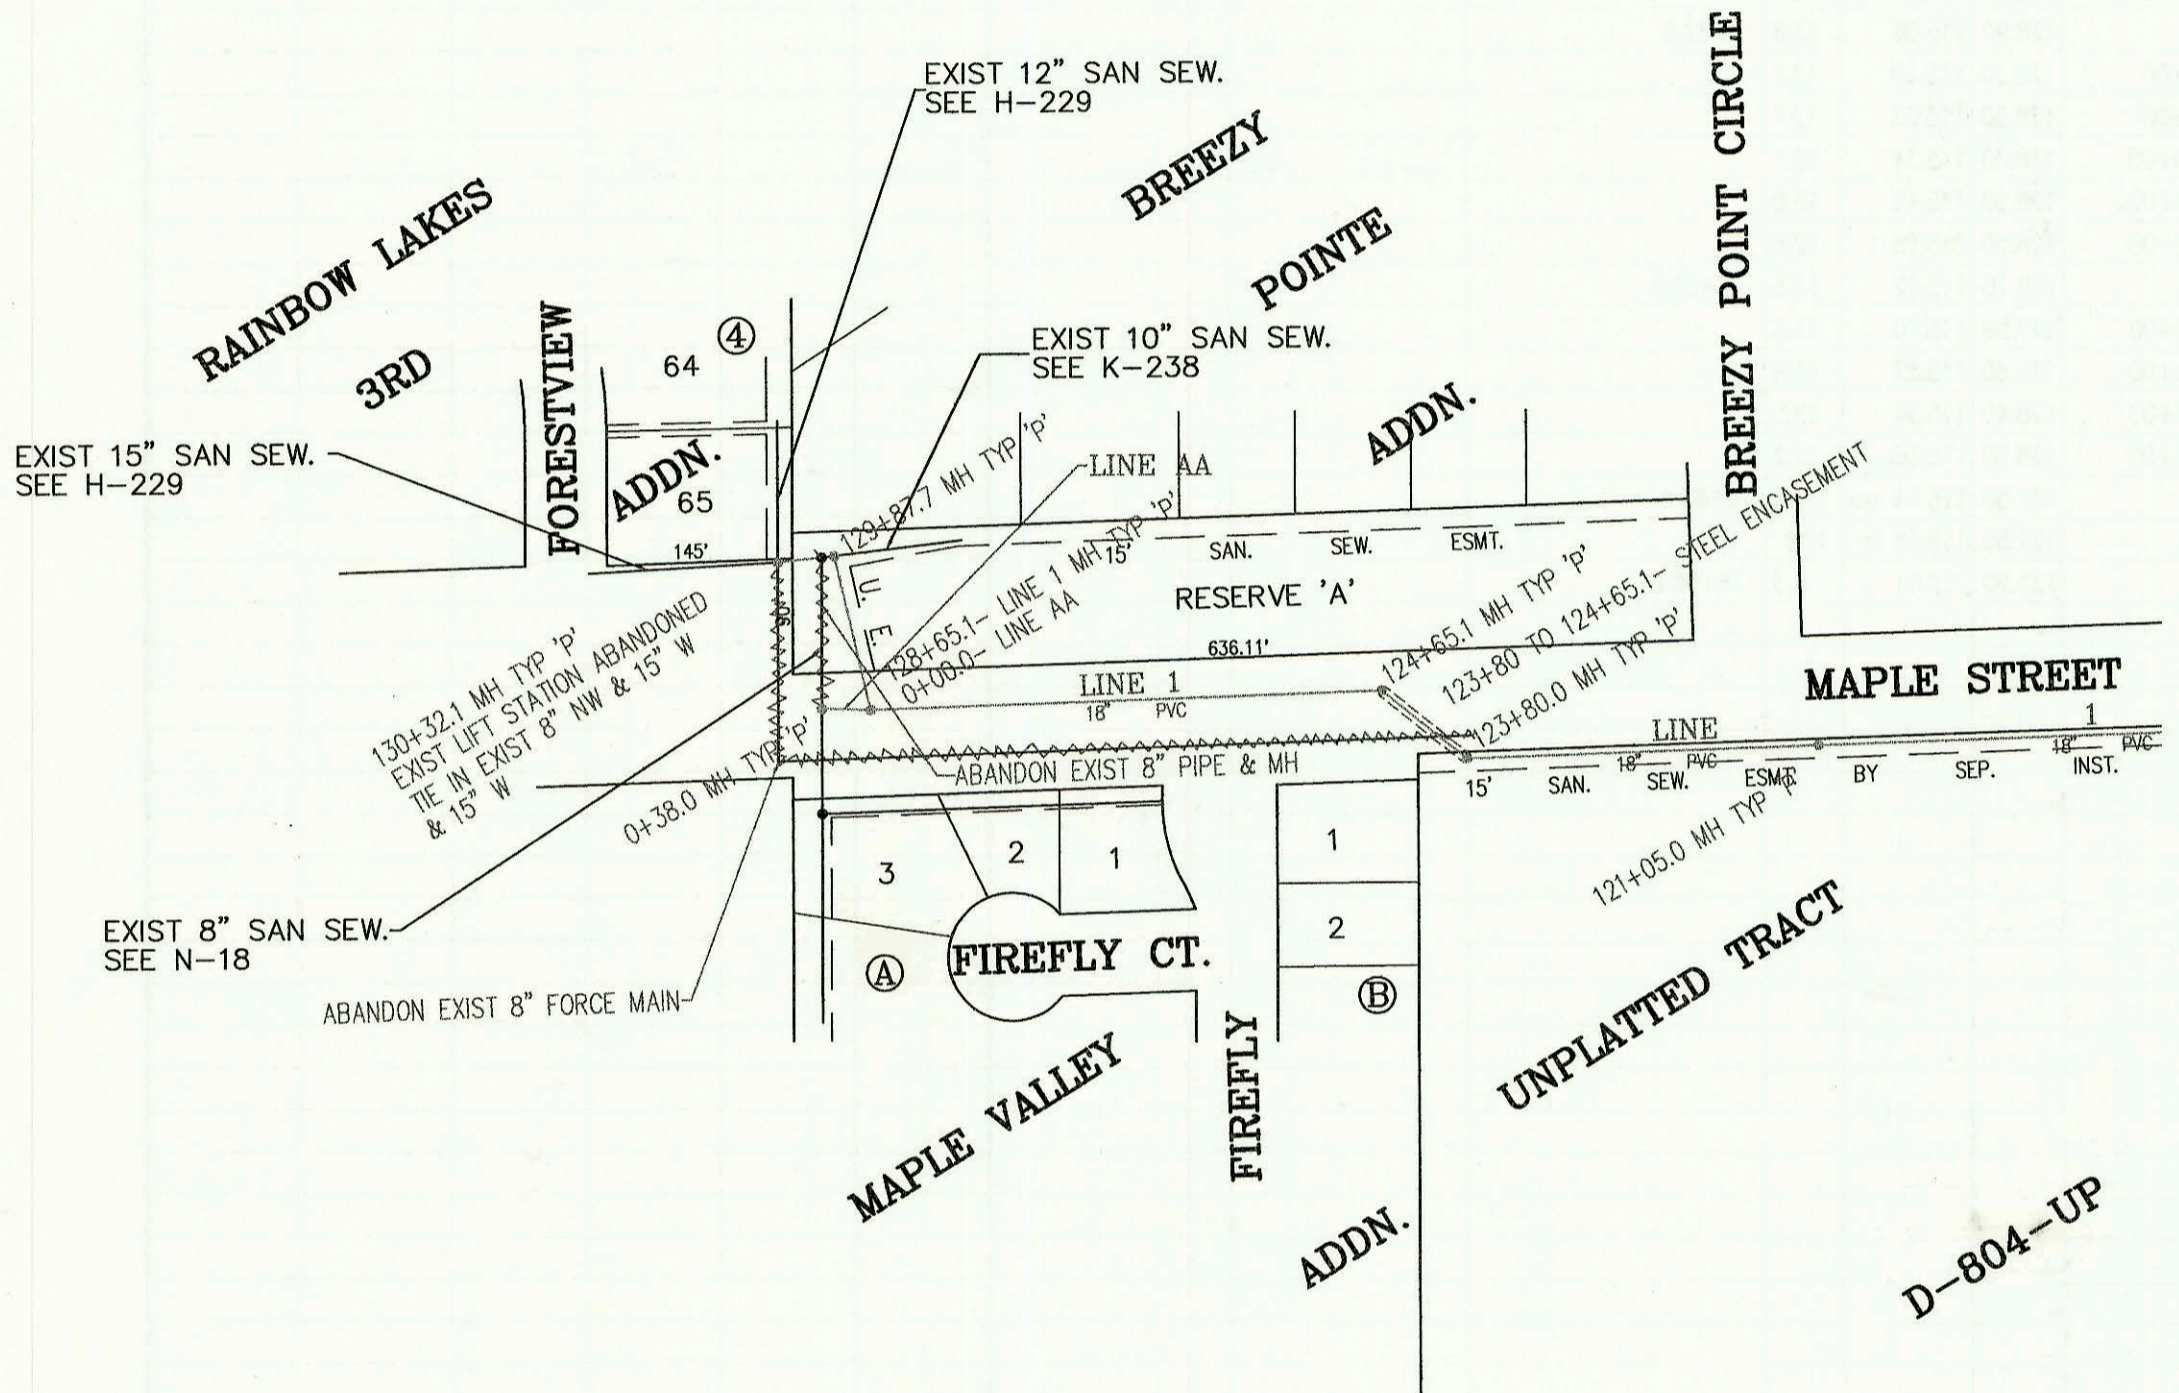 EXIST 12" SAN SEW.
SEE H-229
BREEZY
POINTE
ADDN.
BREEZY POINT CIRCLE
RAINBOW LAKES
3RD
ADDN.
FORESTVIEW
64
4
65
145'
EXIST 10" SAN SEW.
SEE K-238
EXIST 15" SAN SEW.
SEE H-229
LINE AA
129+87.7 MH TYP 'P'
15' SAN. SEW. ESMT.
RESERVE 'A'
636.11'
U. E.
128+65.1- LINE 1 MH TYP 'P'
0+00.0- LINE AA
124+65.1 MH TYP 'P'
123+80 TO 124+65.1- STEEL ENCASEMENT
123+80.0 MH TYP 'P'
MAPLE STREET
LINE 1
18" PVC
LINE 1
18" PVC
18" PVC
15' SAN. SEW. ESMT. BY SEP. INST.
121+05.0 MH TYP 'P'
130+32.1 MH TYP 'P'
EXIST LIFT STATION ABANDONED
TIE IN EXIST 8" NW & 15" W
& 15" W
0+38.0 MH TYP 'P'
ABANDON EXIST 8" PIPE & MH
EXIST 8" SAN SEW.
SEE N-18
ABANDON EXIST 8" FORCE MAIN
3
2
1
1
2
A
B
FIREFLY CT.
FIREFLY
MAPLE VALLEY
ADDN.
UNPLATTED TRACT
D-804-UP